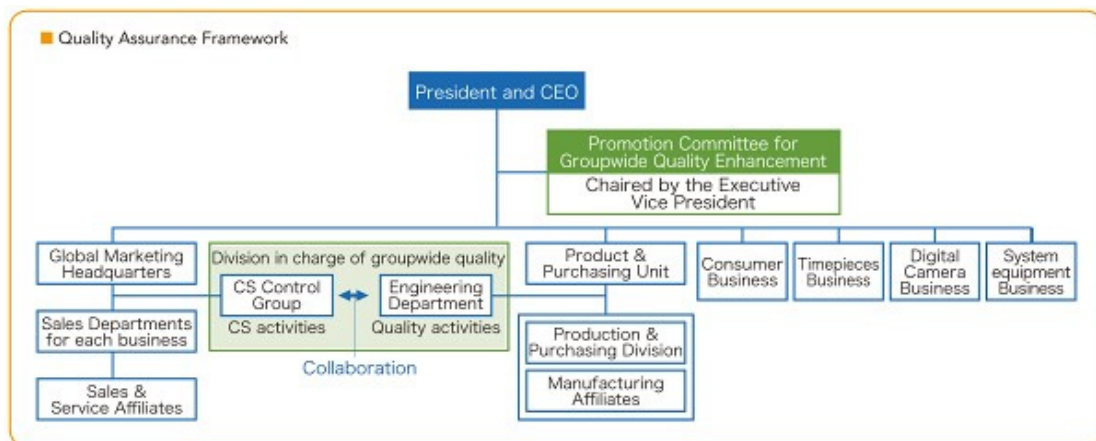 ■ Quality Assurance Framework
President and CEO
Promotion Committee for
Groupwide Quality Enhancement
Chaired by the Executive
Vice President
Global Marketing
Headquarters
Division in charge of groupwide quality
CS Control
Group
CS activities
Engineering
Department
Quality activities
Collaboration
Product &
Purchasing Unit
Consumer
Business
Timepieces
Business
Digital
Camera
Business
System
equipment
Business
Sales Departments
for each business
Sales &
Service Affiliates
Production &
Purchasing Division
Manufacturing
Affiliates